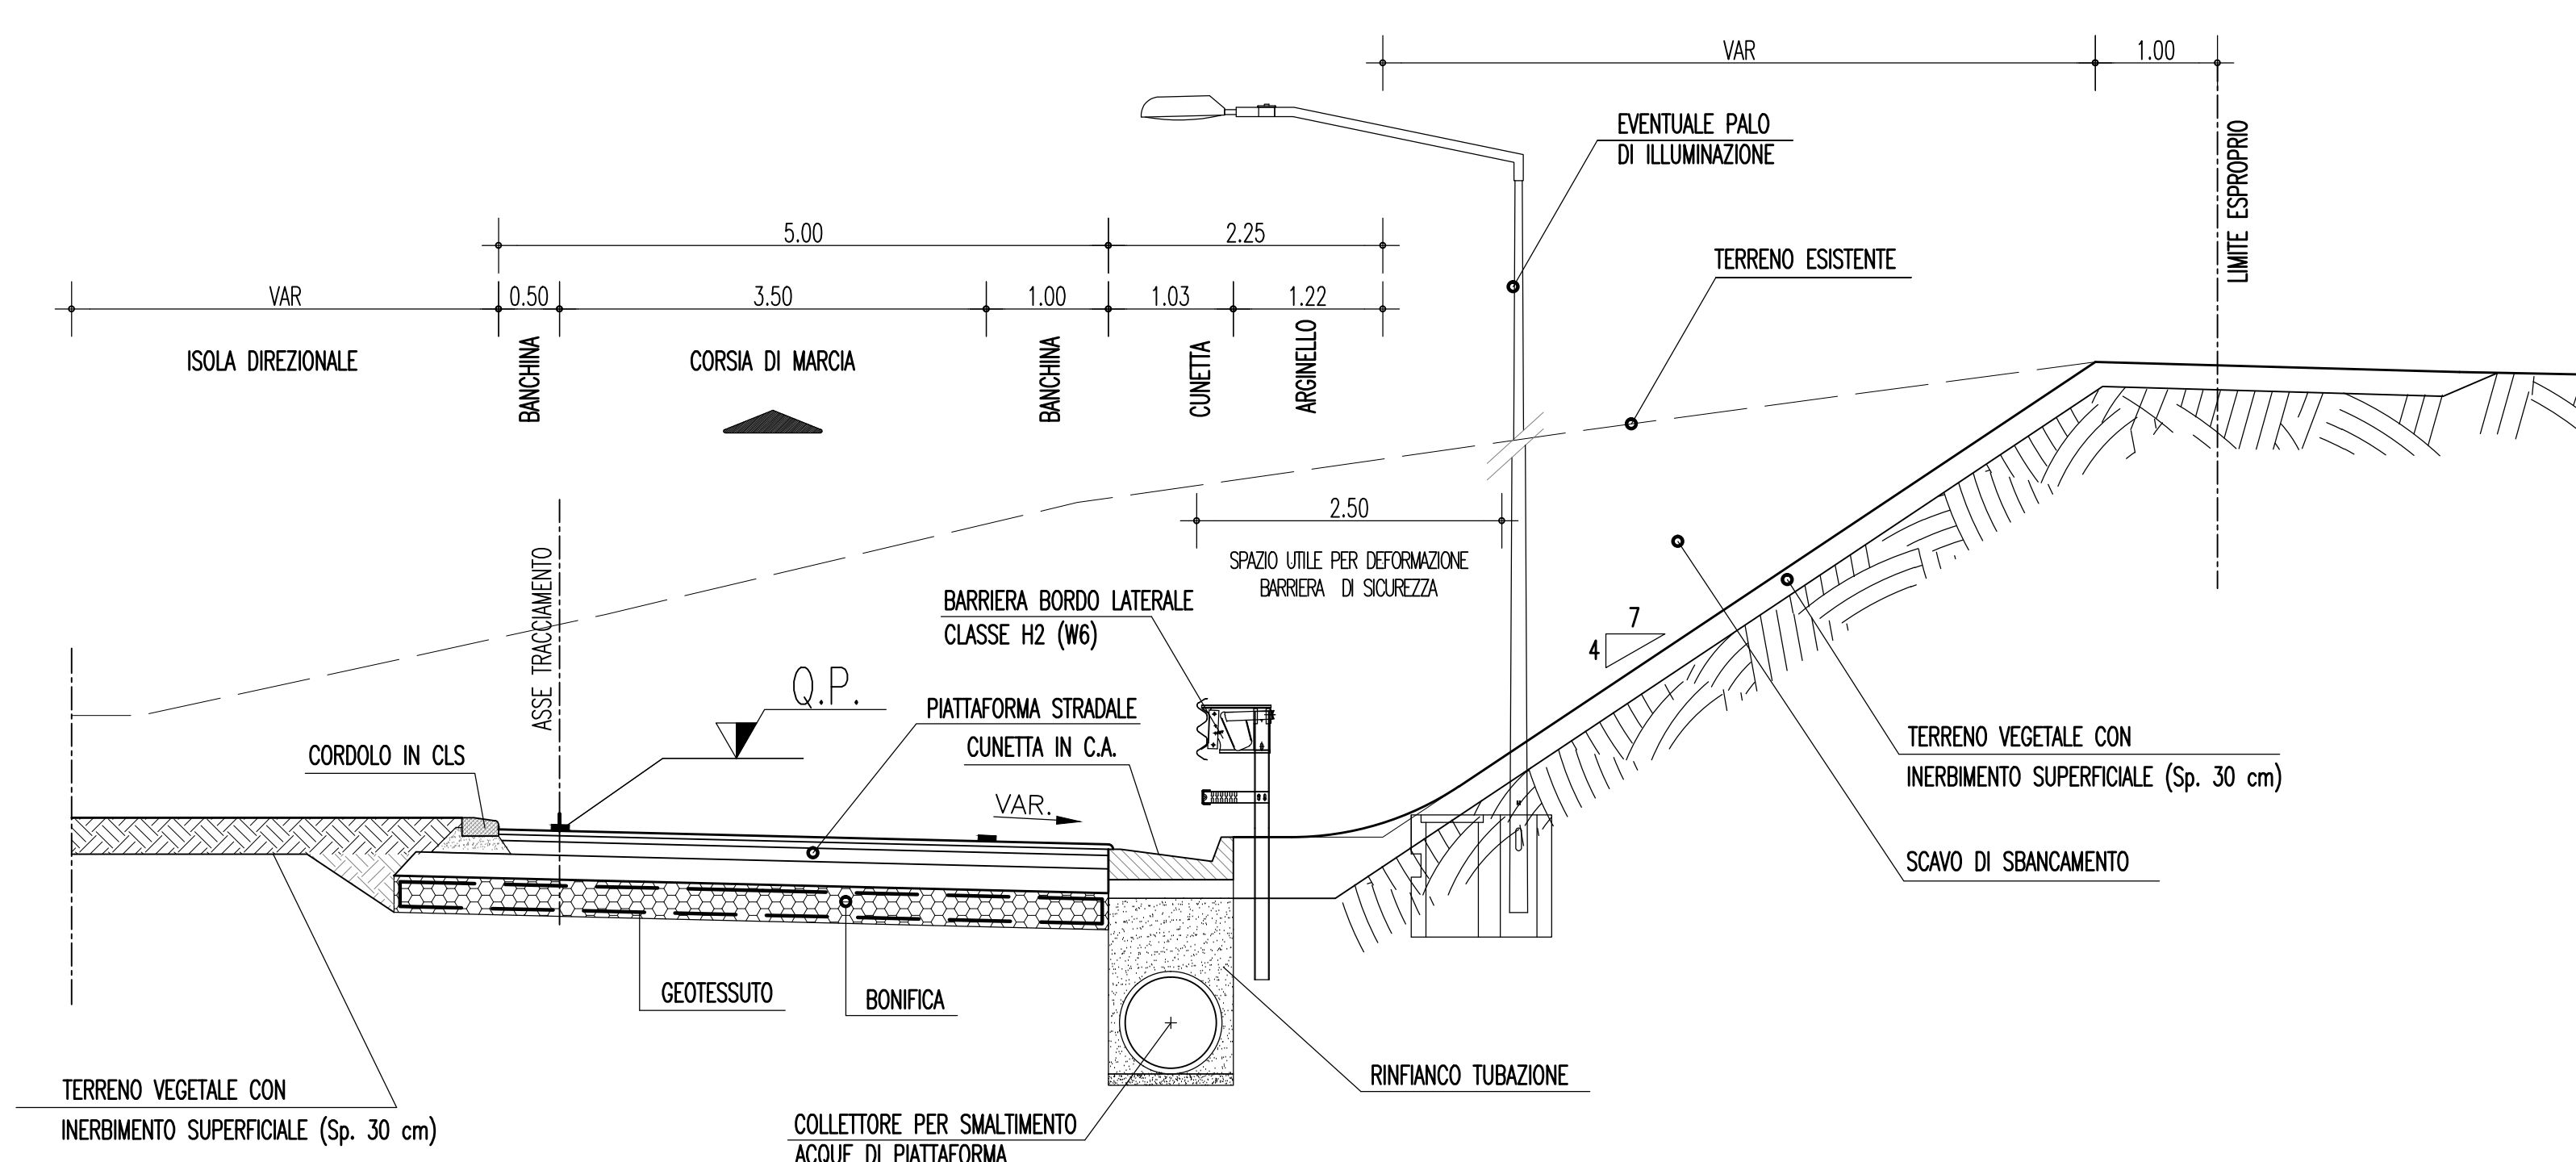 VAR
1.00
EVENTUALE PALO
DI ILLUMINAZIONE
LIMITE ESPROPRIO
5.00
2.25
TERRENO ESISTENTE
VAR
0.50
3.50
1.00
1.03
1.22
ISOLA DIREZIONALE
BANCHINA
CORSIA DI MARCIA
BANCHINA
CUNETTA
ARGINELLO
2.50
SPAZIO UTILE PER DEFORMAZIONE
BARRIERA DI SICUREZZA
ASSE TRACCIAMENTO
BARRIERA BORDO LATERALE
CLASSE H2 (W6)
7
4
Q.P.
PIATTAFORMA STRADALE
CUNETTA IN C.A.
CORDOLO IN CLS
VAR.
TERRENO VEGETALE CON
INERBIMENTO SUPERFICIALE (Sp. 30 cm)
SCAVO DI SBANCAMENTO
GEOTESSUTO
BONIFICA
RINFIANCO TUBAZIONE
TERRENO VEGETALE CON
INERBIMENTO SUPERFICIALE (Sp. 30 cm)
COLLETTORE PER SMALTIMENTO
ACQUE DI PIATTAFORMA